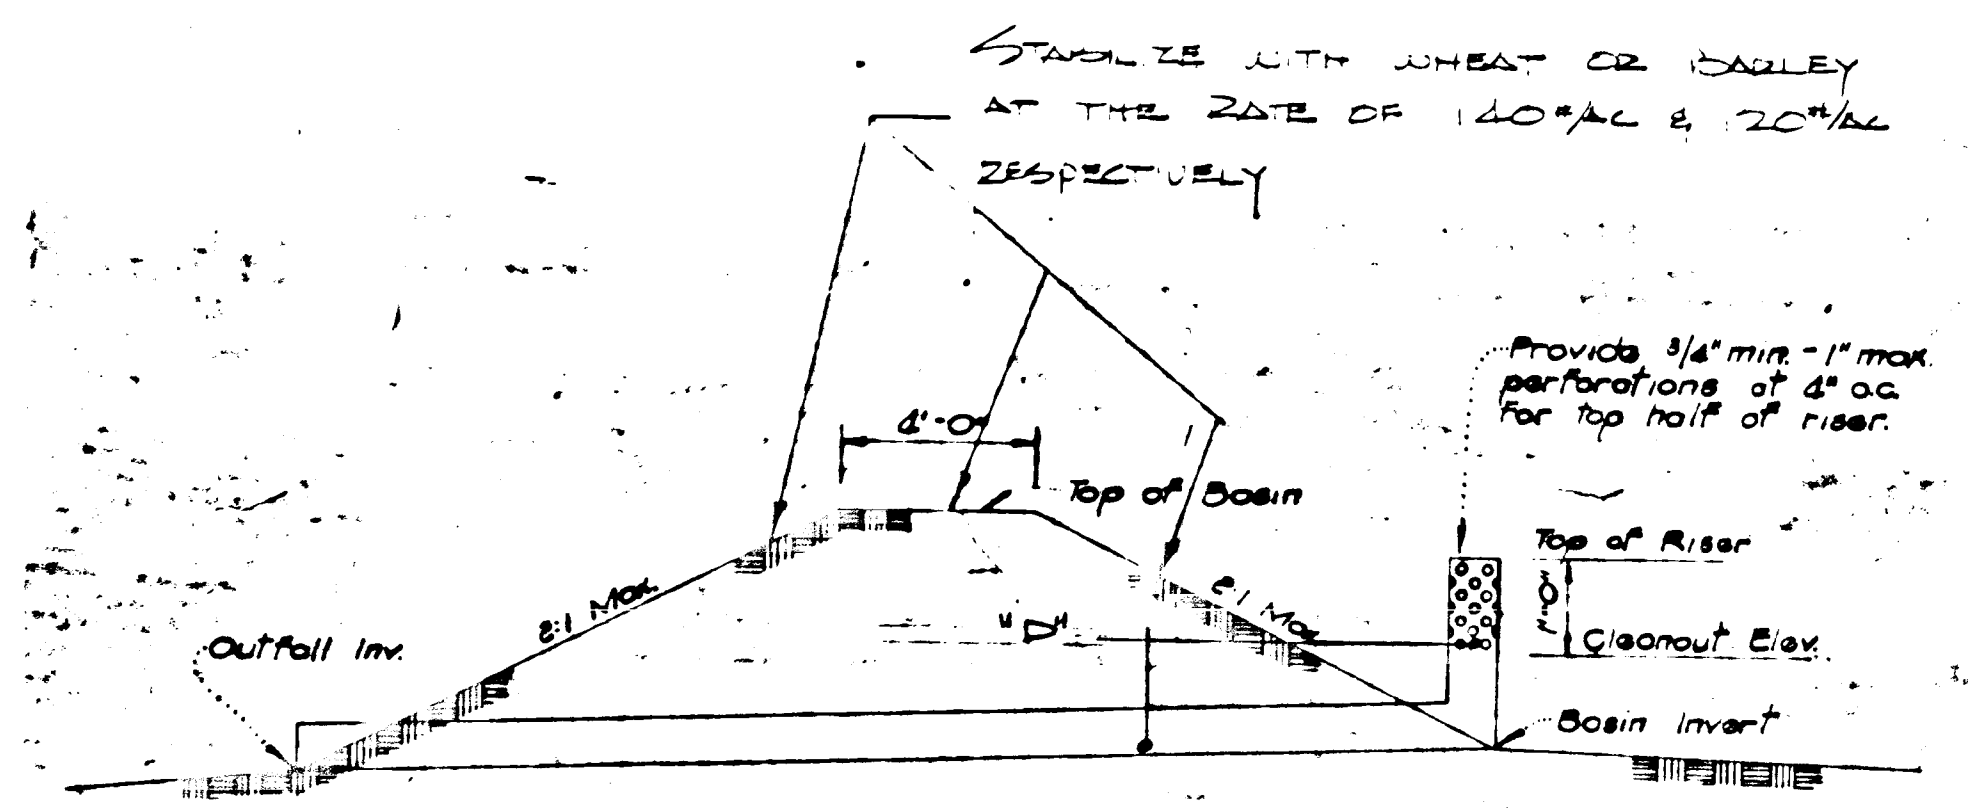 STABILIZE WITH WHEAT OR BARLEY
AT THE RATE OF 140#/AC & 120#/AC
RESPECTIVELY
Provide 3/4" min. - 1" max.
perforations at 4" o.c.
for top half of riser.
4'-0"
Top of Basin
Top of Riser
2:1 Max.
2:1 Max.
"D"
Outfall Inv.
Cleanout Elev.
Basin Invert